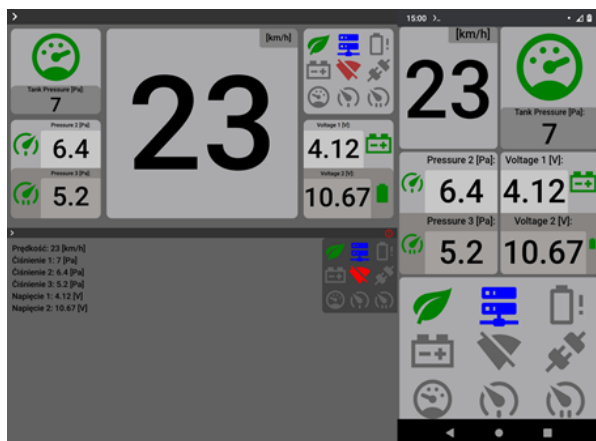 >
[km/h]
23
Tank Pressure [Pa]
7
Pressure 2 [Pa]
6.4
Pressure 3 [Pa]
5.2
Voltage 1 [V]
4.12
Voltage 2 [V]
10.67
>
Prędkość: 23 [km/h]
Ciśnienie 1: 7 [Pa]
Ciśnienie 2: 6.4 [Pa]
Ciśnienie 3: 5.2 [Pa]
Napięcie 1: 4.12 [V]
Napięcie 2: 10.67 [V]
15:00 >_
[km/h]
23
Tank Pressure [Pa]:
7
Pressure 2 [Pa]:
6.4
Voltage 1 [V]:
4.12
Pressure 3 [Pa]:
5.2
Voltage 2 [V]:
10.67